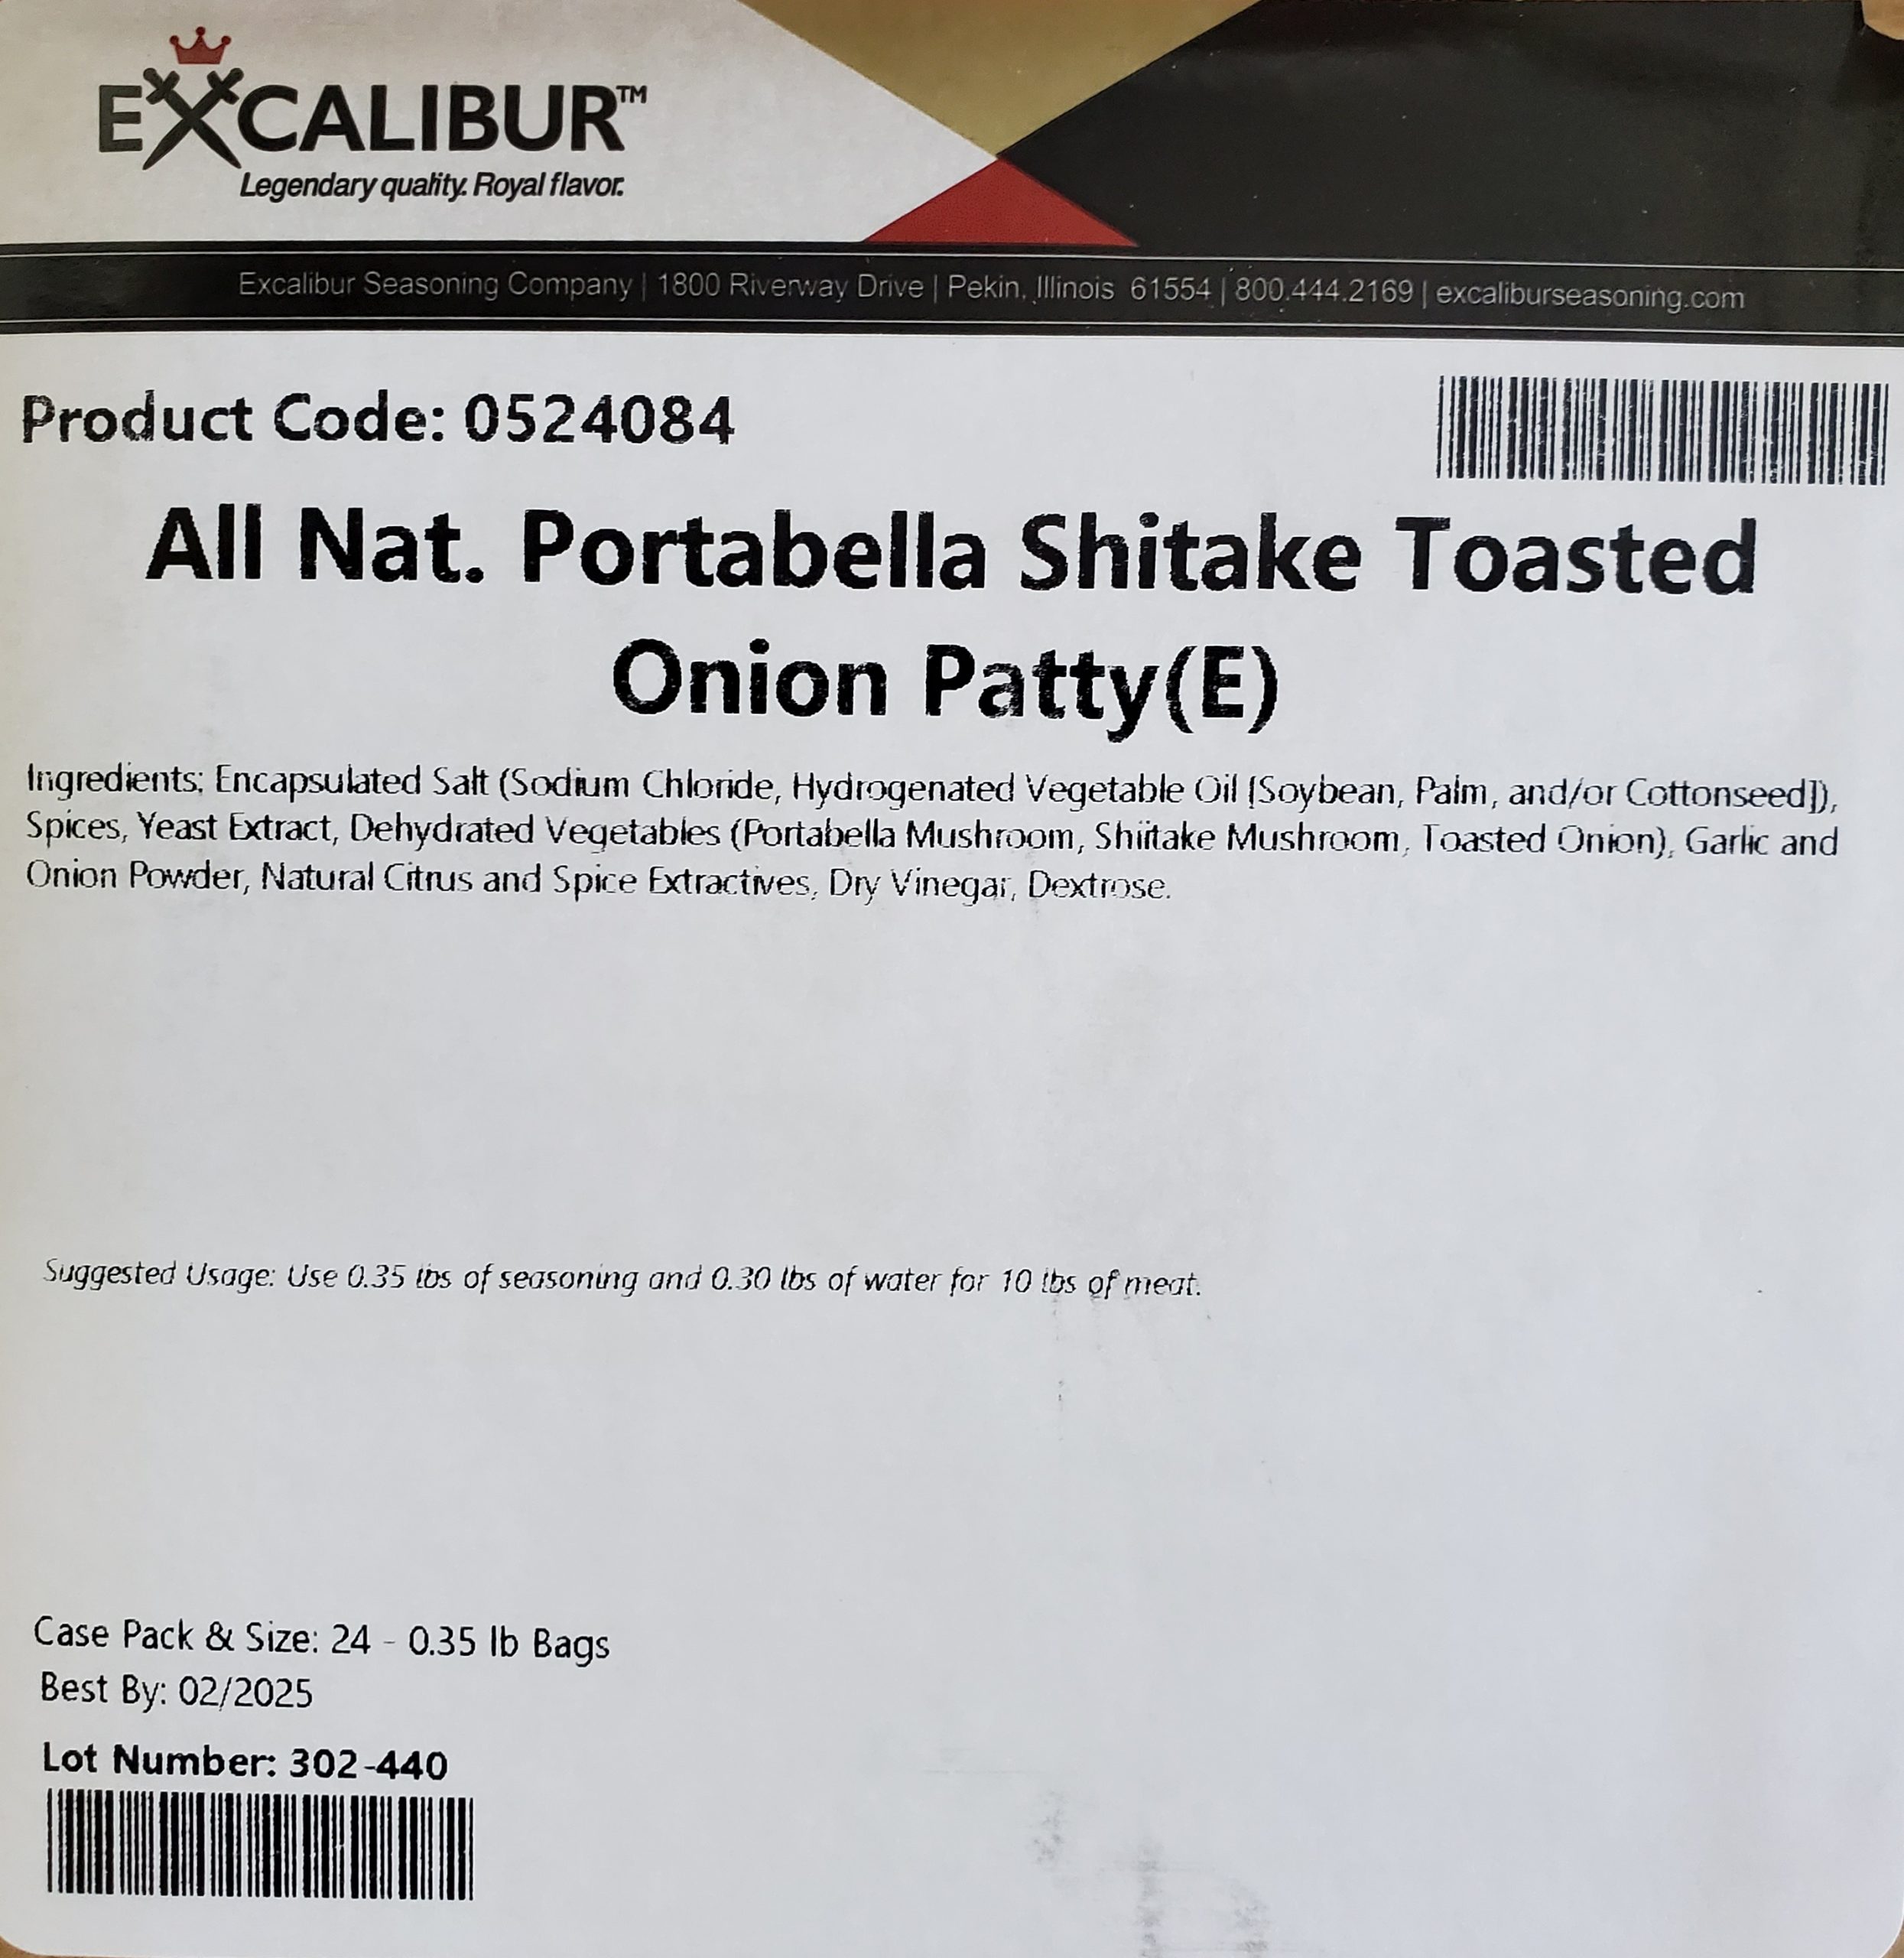 EXCALIBUR™
Legendary quality. Royal flavor.
Excalibur Seasoning Company | 1800 Riverway Drive | Pekin, Illinois 61554 | 800.444.2169 | excaliburseasoning.com
Product Code: 0524084
All Nat. Portabella Shitake Toasted
Onion Patty(E)
Ingredients: Encapsulated Salt (Sodium Chloride, Hydrogenated Vegetable Oil [Soybean, Palm, and/or Cottonseed]),
Spices, Yeast Extract, Dehydrated Vegetables (Portabella Mushroom, Shiitake Mushroom, Toasted Onion), Garlic and
Onion Powder, Natural Citrus and Spice Extractives, Dry Vinegar, Dextrose.
Suggested Usage: Use 0.35 lbs of seasoning and 0.30 lbs of water for 10 lbs of meat.
Case Pack & Size: 24 - 0.35 lb Bags
Best By: 02/2025
Lot Number: 302-440